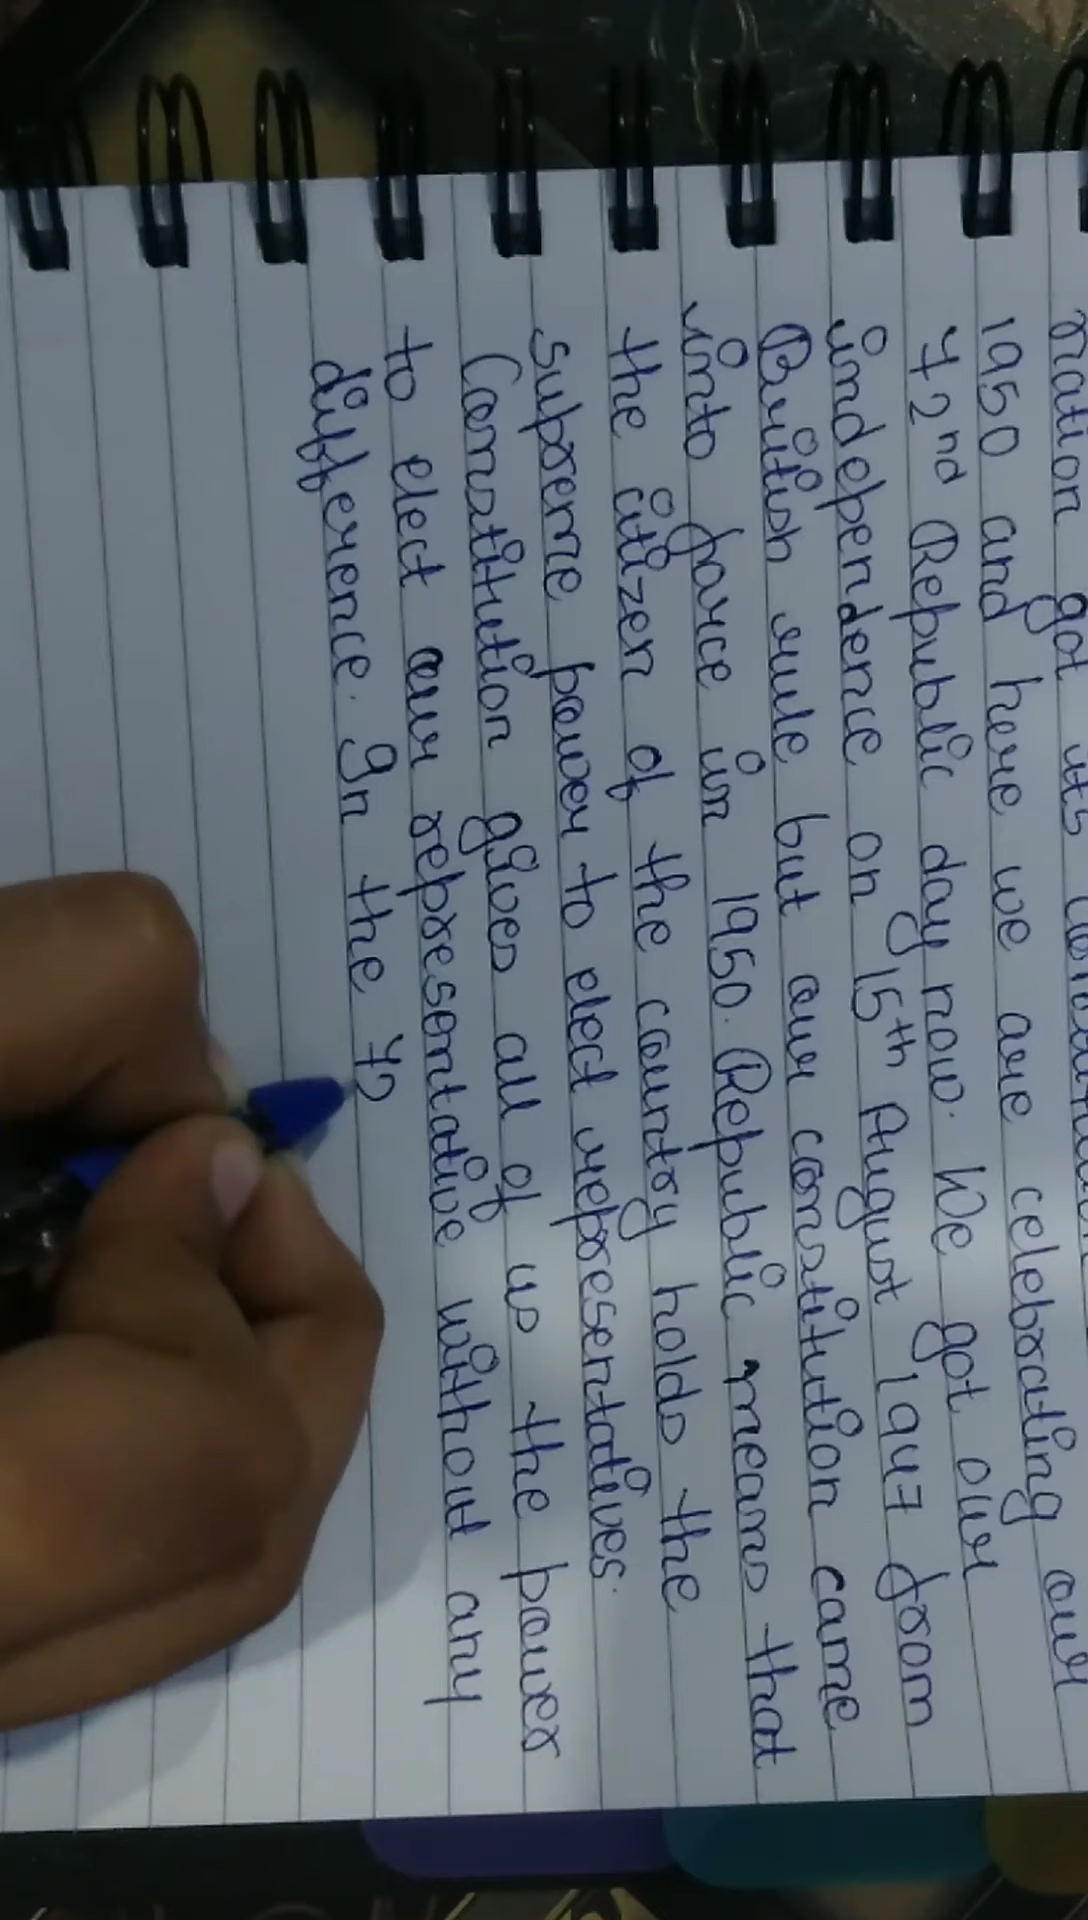 nation got its
1950 and here we are celebrating our
72nd Republic day now. We got our
independence on 15th August 1947 from
British rule but our constitution came
into force in 1950. Republic means that
the citizen of the country holds the
supreme power to elect representatives.
Constitution gives all of us the power
to elect our representative without any
difference. In the 72